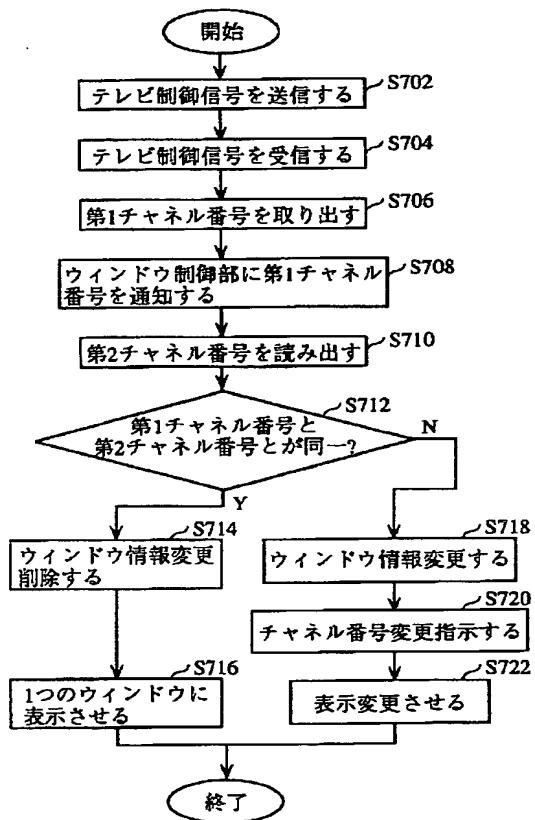 開始
テレビ制御信号を送信する
S702
テレビ制御信号を受信する
S704
第1チャネル番号を取り出す
S706
ウィンドウ制御部に第1チャネル
番号を通知する
S708
第2チャネル番号を読み出す
S710
第1チャネル番号と
第2チャネル番号とが同一?
S712
N
Y
ウィンドウ情報変更
削除する
S714
ウィンドウ情報変更する
S718
チャネル番号変更指示する
S720
1つのウィンドウに
表示させる
S716
表示変更させる
S722
終了